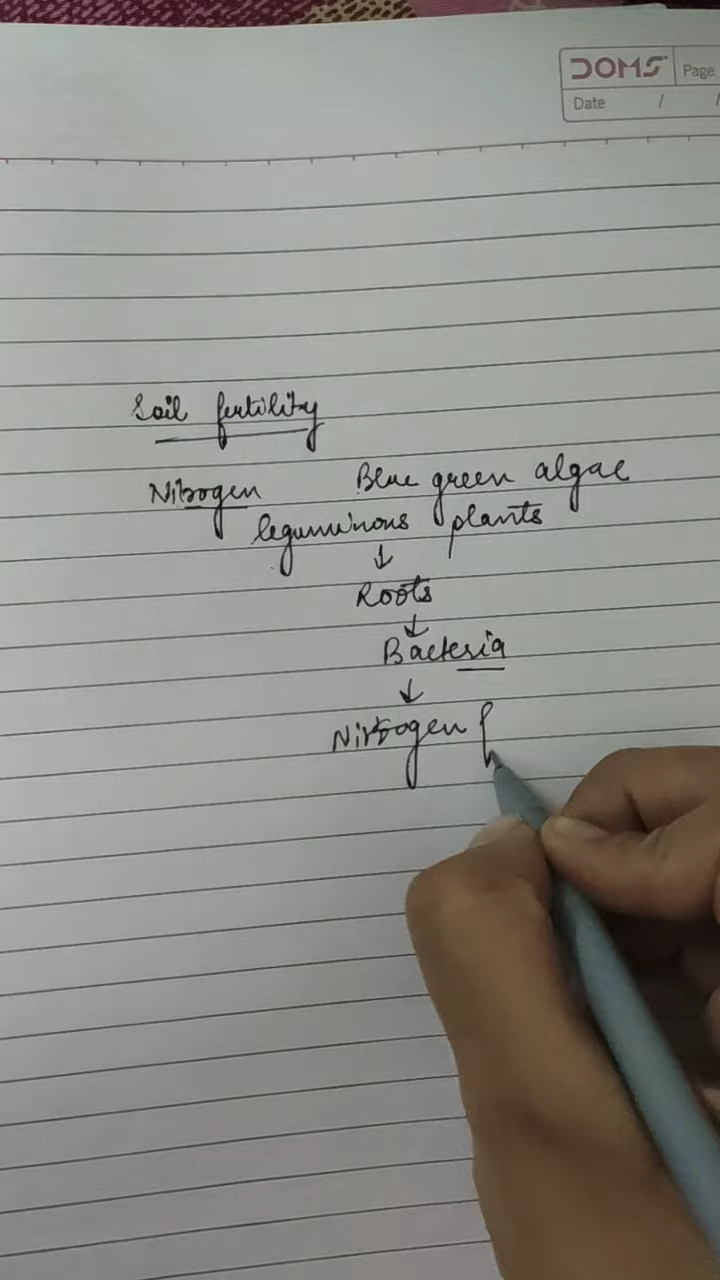 DOMS Page
Date / /
Soil fertility
Nitrogen Blue green algae
leguminous plants
↓
Roots
↓
Bacteria
↓
Nitrogen f